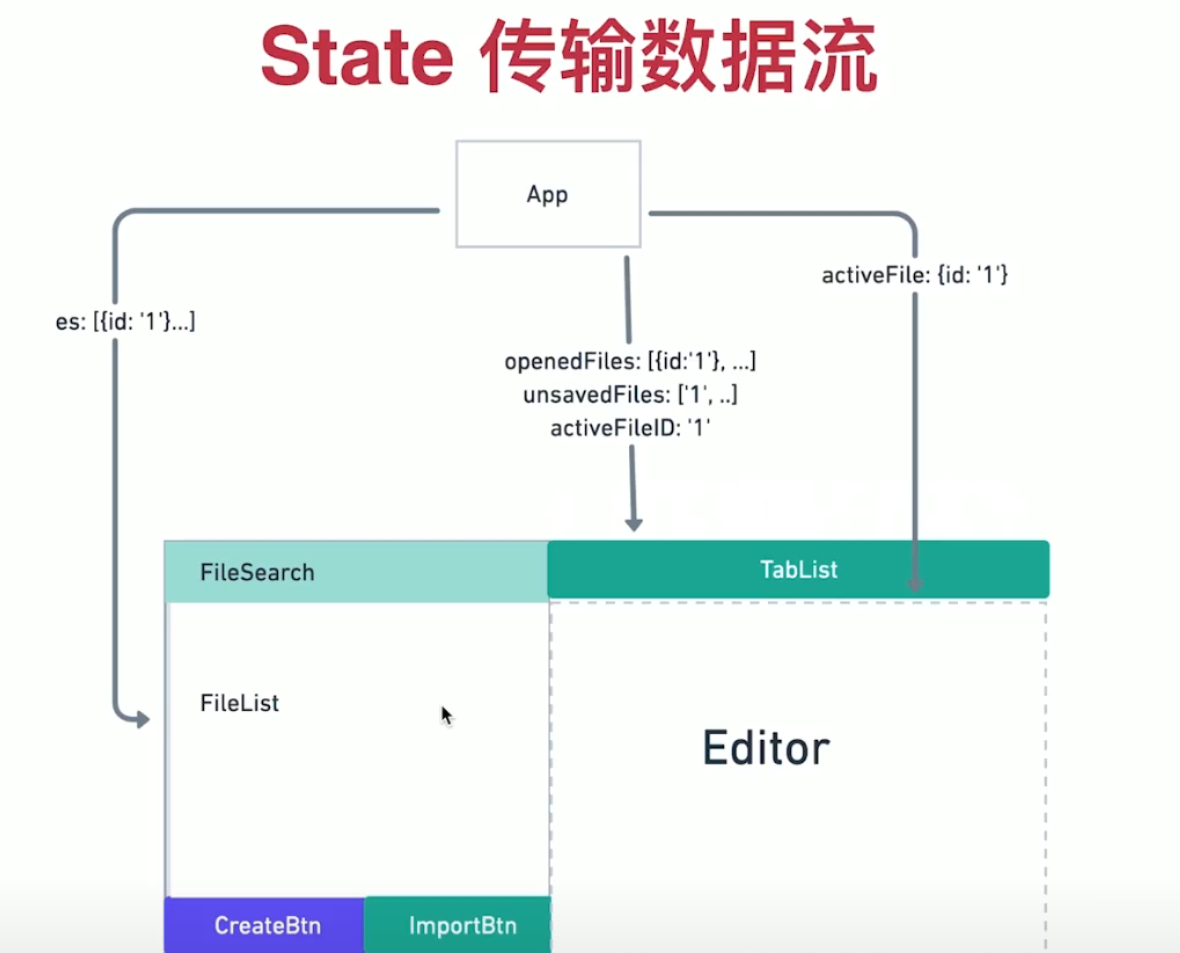 State 传输数据流
App
activeFile: {id: '1'}
es: [{id: '1'}...]
openedFiles: [{id:'1'}, ...]
unsavedFiles: ['1', ..]
activeFileID: '1'
FileSearch
TabList
FileList
Editor
CreateBtn
ImportBtn